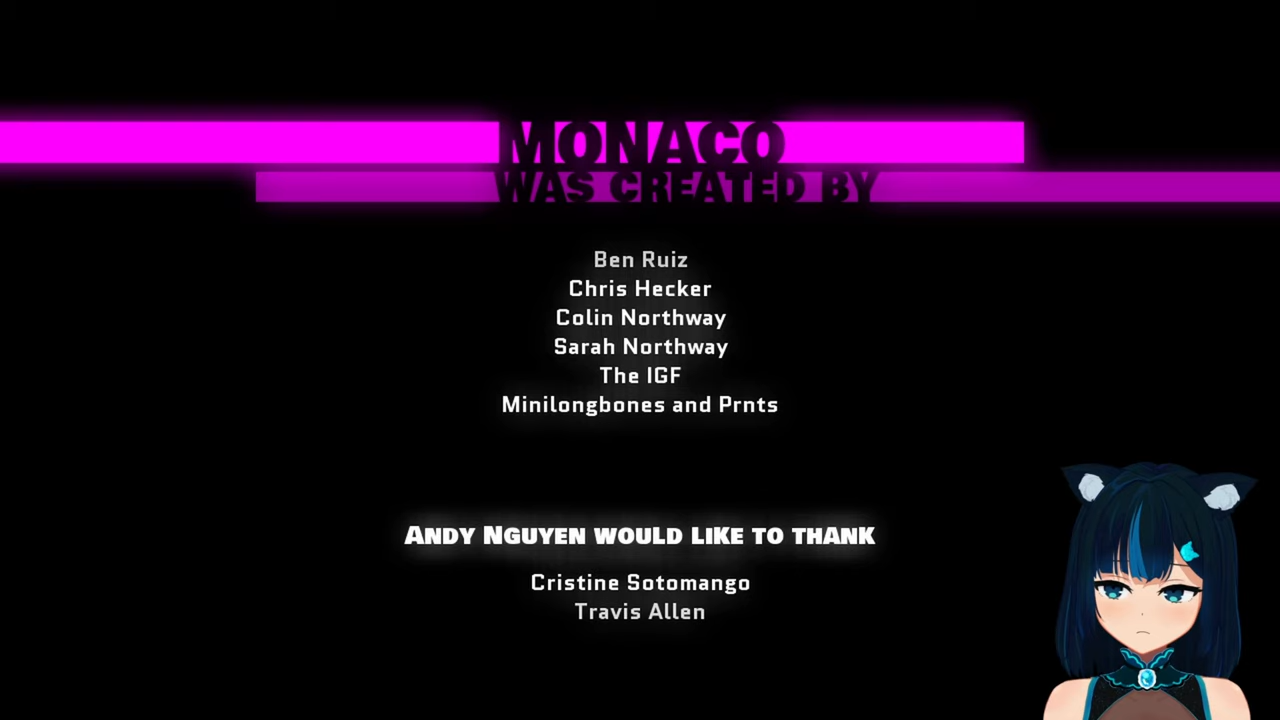 MONACO
WAS CREATED BY
Ben Ruiz
Chris Hecker
Colin Northway
Sarah Northway
The IGF
Minilongbones and Prnts
ANDY NGUYEN WOULD LIKE TO THANK
Cristine Sotomango
Travis Allen